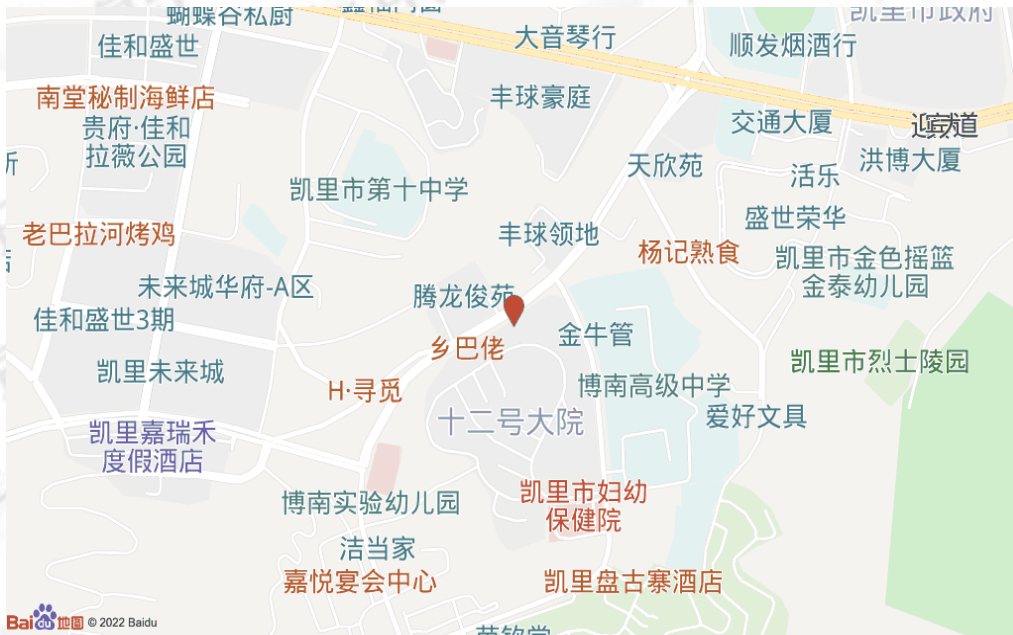 蝴蝶谷私厨
凯里市政府
佳和盛世
大音琴行
顺发烟酒行
南堂秘制海鲜店
丰球豪庭
贵府·佳和
拉薇公园
交通大厦
迎宾大道
天欣苑
活乐
洪博大厦
凯里市第十中学
盛世荣华
老巴拉河烤鸡
丰球领地
杨记熟食
凯里市金色摇篮
金泰幼儿园
未来城华府-A区
腾龙俊苑
佳和盛世3期
金牛管
乡巴佬
凯里未来城
凯里市烈士陵园
H·寻觅
博南高级中学
十二号大院
爱好文具
凯里嘉瑞禾
度假酒店
博南实验幼儿园
凯里市妇幼
保健院
洁当家
嘉悦宴会中心
凯里盘古寨酒店
Bai du 地图 © 2022 Baidu